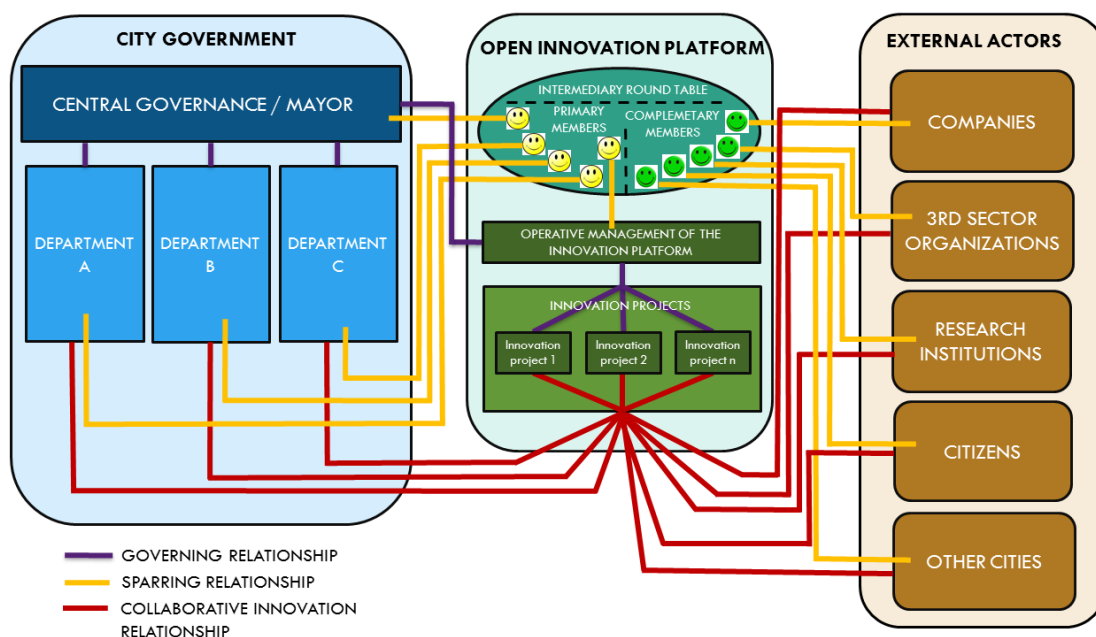 CITY GOVERNMENT
CENTRAL GOVERNANCE / MAYOR
DEPARTMENT
A
DEPARTMENT
B
DEPARTMENT
C
OPEN INNOVATION PLATFORM
INTERMEDIARY ROUND TABLE
PRIMARY
MEMBERS
COMPLEMETARY
MEMBERS
OPERATIVE MANAGEMENT OF THE
INNOVATION PLATFORM
INNOVATION PROJECTS
Innovation
project 1
Innovation
project 2
Innovation
project n
EXTERNAL ACTORS
COMPANIES
3RD SECTOR
ORGANIZATIONS
RESEARCH
INSTITUTIONS
CITIZENS
OTHER CITIES
GOVERNING RELATIONSHIP
SPARRING RELATIONSHIP
COLLABORATIVE INNOVATION
RELATIONSHIP